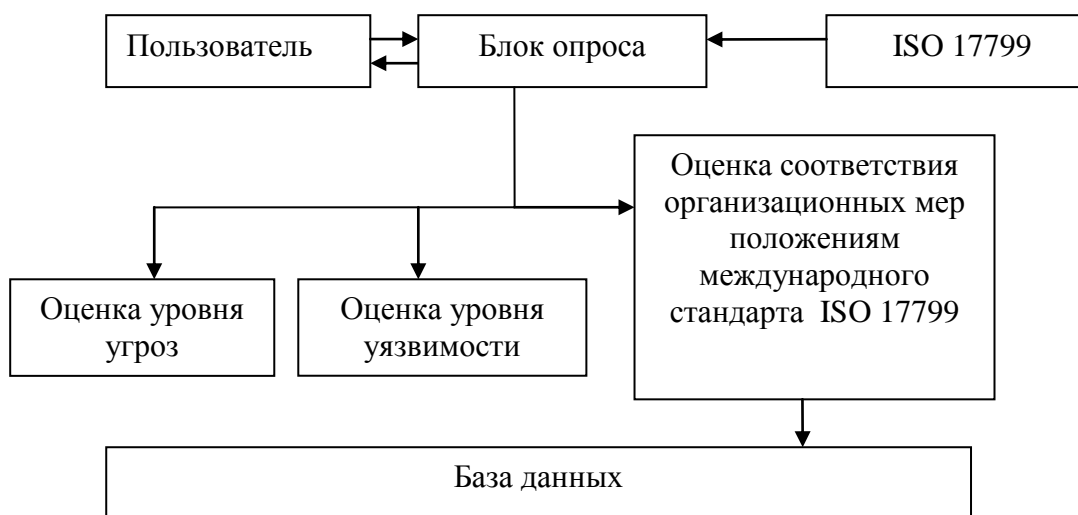 Пользователь
Блок опроса
ISO 17799
Оценка соответствия
организационных мер
положениям
международного
стандарта ISO 17799
Оценка уровня
угроз
Оценка уровня
уязвимости
База данных